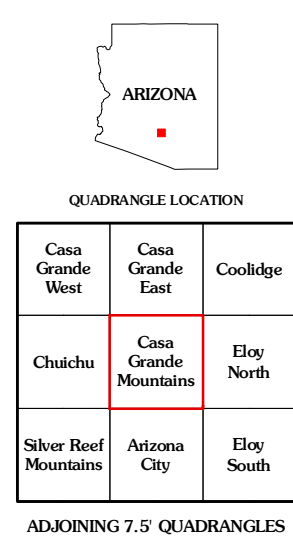 ARIZONA
QUADRANGLE LOCATION
Casa
Grande
West
Casa
Grande
East
Coolidge
Chuichu
Casa
Grande
Mountains
Eloy
North
Silver Reef
Mountains
Arizona
City
Eloy
South
ADJOINING 7.5' QUADRANGLES